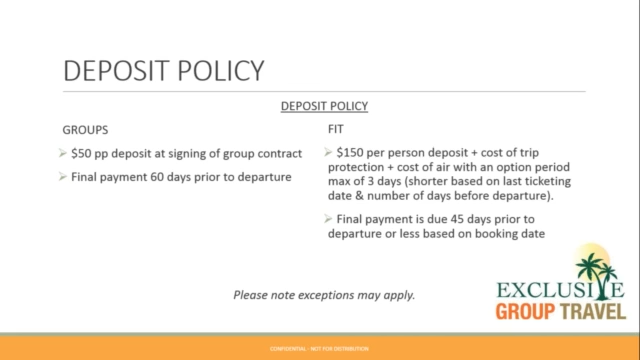 DEPOSIT POLICY
DEPOSIT POLICY
GROUPS
$50 pp deposit at signing of group contract
Final payment 60 days prior to departure
FIT
$150 per person deposit + cost of trip
protection + cost of air with an option period
max of 3 days (shorter based on last ticketing
date & number of days before departure).
Final payment is due 45 days prior to
departure or less based on booking date
Please note exceptions may apply.
EXCLUSIVE
GROUP TRAVEL
CONFIDENTIAL - NOT FOR DISTRIBUTION